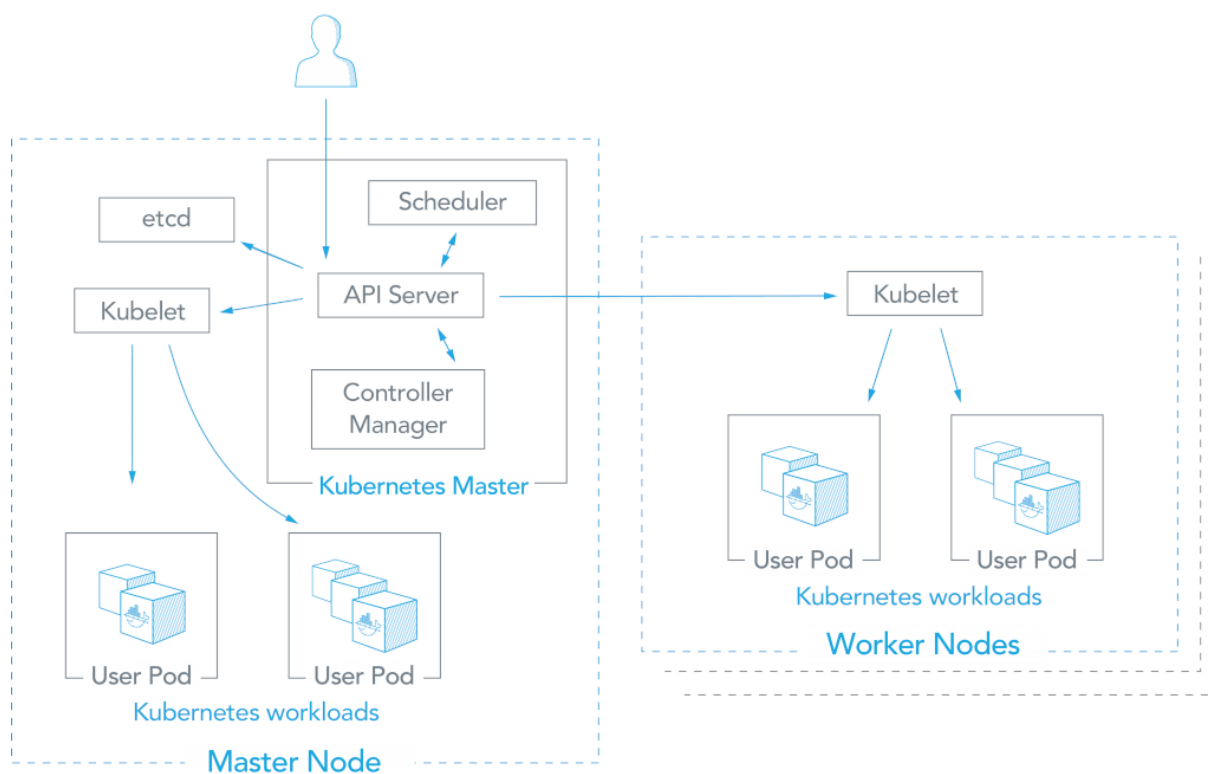 etcd
Scheduler
API Server
Kubelet
Controller
Manager
Kubernetes Master
User Pod
User Pod
Kubernetes workloads
Master Node
Kubelet
User Pod
User Pod
Kubernetes workloads
Worker Nodes